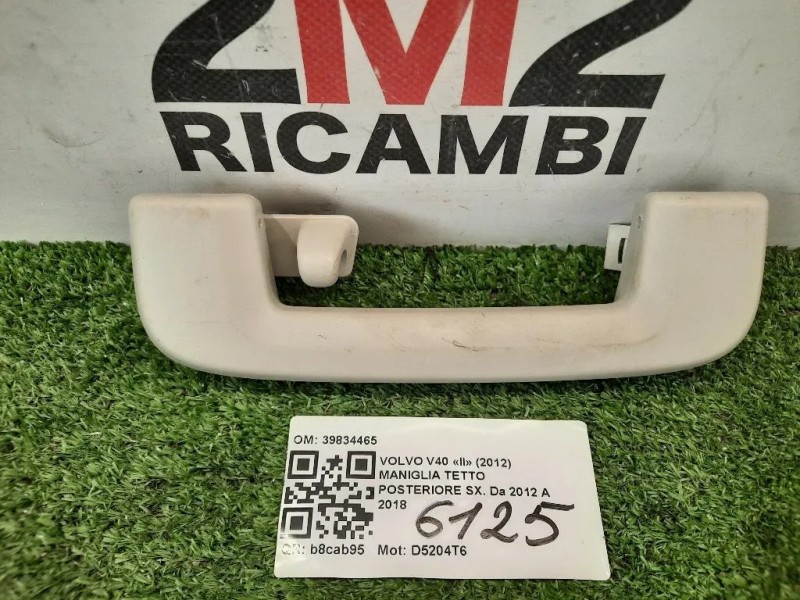 2M2
RICAMBI
OM: 39834465
VOLVO V40 «II» (2012)
MANIGLIA TETTO
POSTERIORE SX. Da 2012 A
2018
6125
QN: b8cab95 Mot: D5204T6